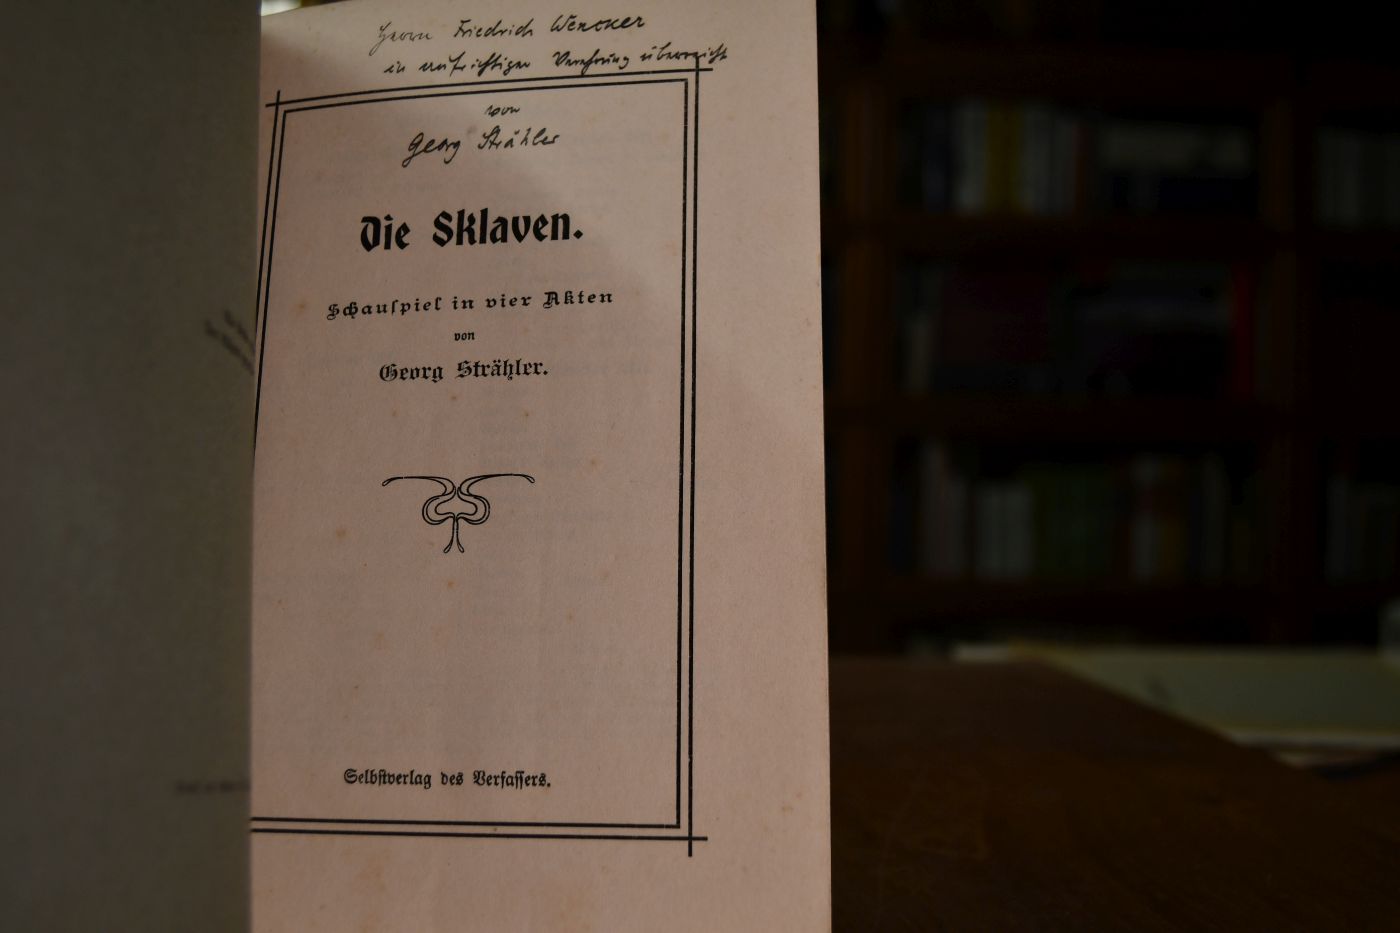 Herrn Friedrich Wencker
in aufrichtiger Verehrung überreicht
von
Georg Strähler
Die Sklaven.
Schauſpiel in vier Akten
von
Georg Strähler.
Selbſtverlag des Verfaſſers.